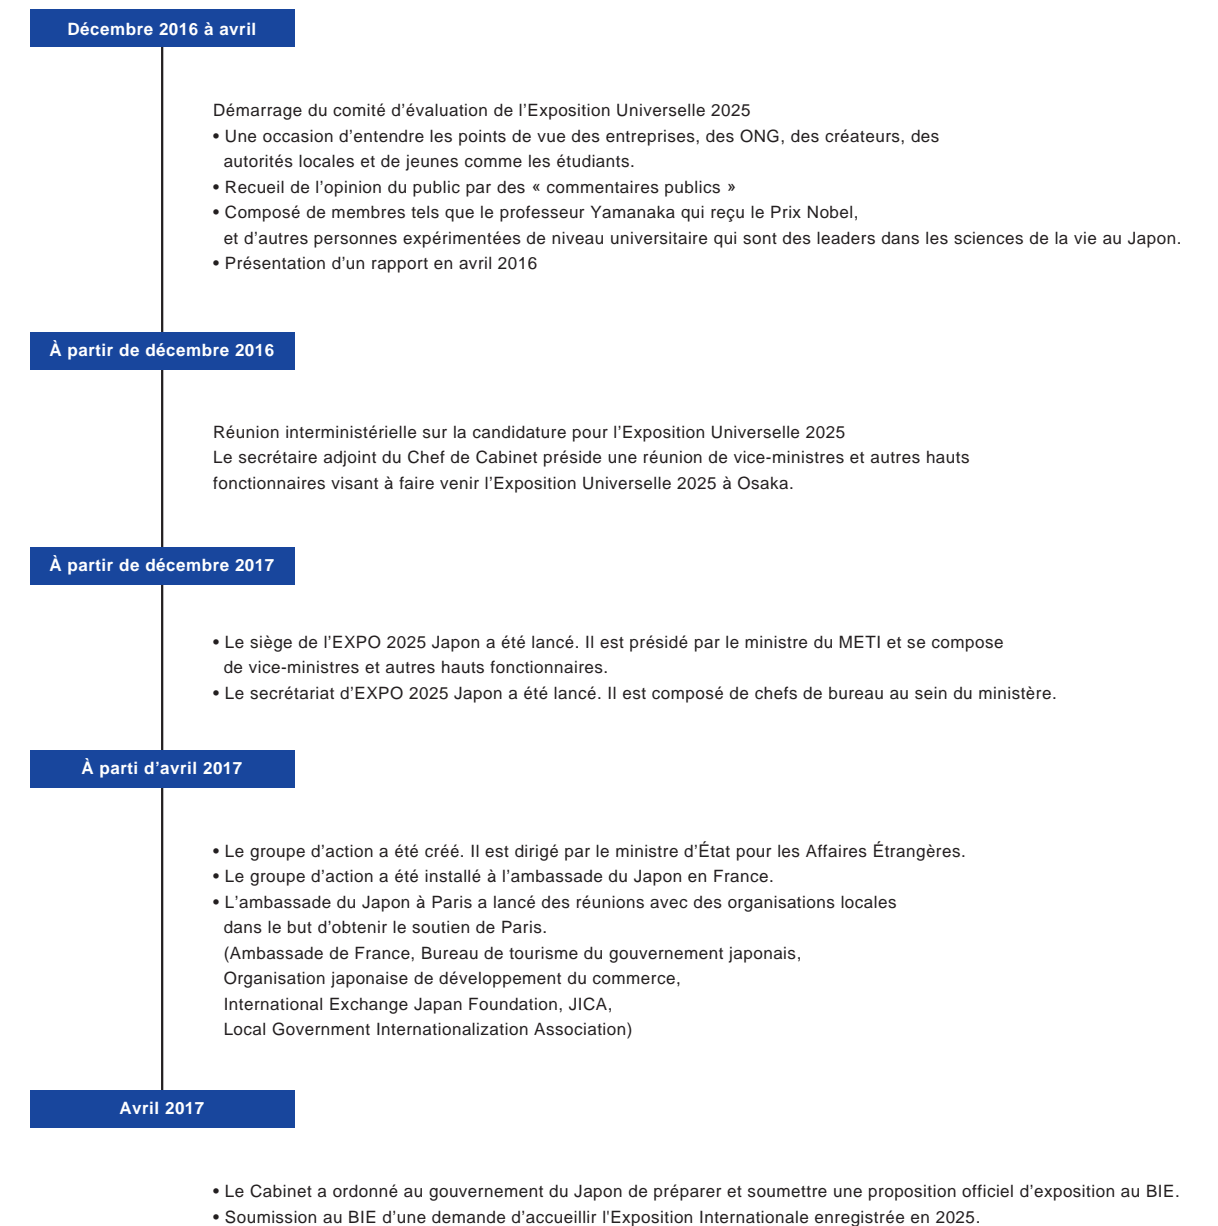 Décembre 2016 à avril
Démarrage du comité d’évaluation de l’Exposition Universelle 2025
• Une occasion d’entendre les points de vue des entreprises, des ONG, des créateurs, des
autorités locales et de jeunes comme les étudiants.
• Recueil de l’opinion du public par des « commentaires publics »
• Composé de membres tels que le professeur Yamanaka qui reçu le Prix Nobel,
et d’autres personnes expérimentées de niveau universitaire qui sont des leaders dans les sciences de la vie au Japon.
• Présentation d’un rapport en avril 2016
À partir de décembre 2016
Réunion interministérielle sur la candidature pour l’Exposition Universelle 2025
Le secrétaire adjoint du Chef de Cabinet préside une réunion de vice-ministres et autres hauts
fonctionnaires visant à faire venir l’Exposition Universelle 2025 à Osaka.
À partir de décembre 2017
• Le siège de l’EXPO 2025 Japon a été lancé. Il est présidé par le ministre du METI et se compose
de vice-ministres et autres hauts fonctionnaires.
• Le secrétariat d’EXPO 2025 Japon a été lancé. Il est composé de chefs de bureau au sein du ministère.
À parti d’avril 2017
• Le groupe d’action a été créé. Il est dirigé par le ministre d’État pour les Affaires Étrangères.
• Le groupe d’action a été installé à l’ambassade du Japon en France.
• L’ambassade du Japon à Paris a lancé des réunions avec des organisations locales
dans le but d’obtenir le soutien de Paris.
(Ambassade de France, Bureau de tourisme du gouvernement japonais,
Organisation japonaise de développement du commerce,
International Exchange Japan Foundation, JICA,
Local Government Internationalization Association)
Avril 2017
• Le Cabinet a ordonné au gouvernement du Japon de préparer et soumettre une proposition officiel d’exposition au BIE.
• Soumission au BIE d’une demande d’accueillir l'Exposition Internationale enregistrée en 2025.